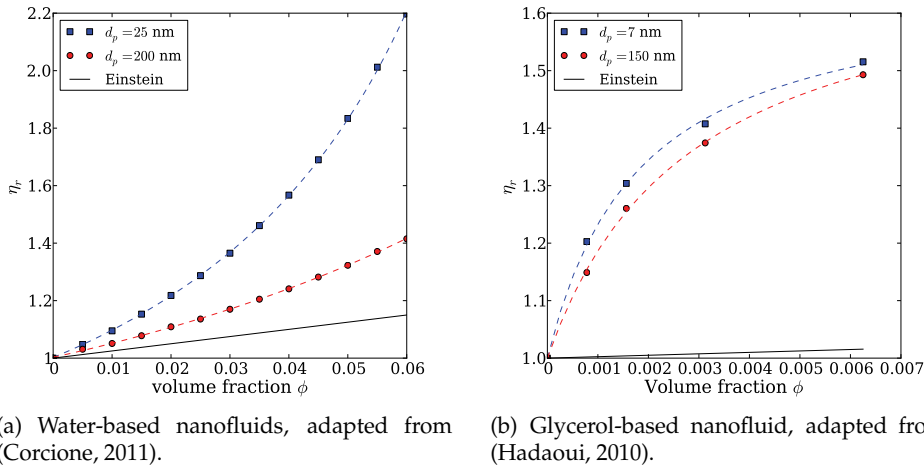 2.2
2.0
1.8
1.6
1.4
1.2
1
η_r
d_p =25 nm
d_p =200 nm
Einstein
0 0.01 0.02 0.03 0.04 0.05 0.06
volume fraction ϕ
1.6
1.5
1.4
1.3
1.2
1.1
1.0
η_r
d_p =7 nm
d_p =150 nm
Einstein
0 0.001 0.002 0.003 0.004 0.005 0.006 0.007
Volume fraction ϕ
(a) Water-based nanofluids, adapted from
(Corcione, 2011).
(b) Glycerol-based nanofluid, adapted fro
(Hadaoui, 2010).